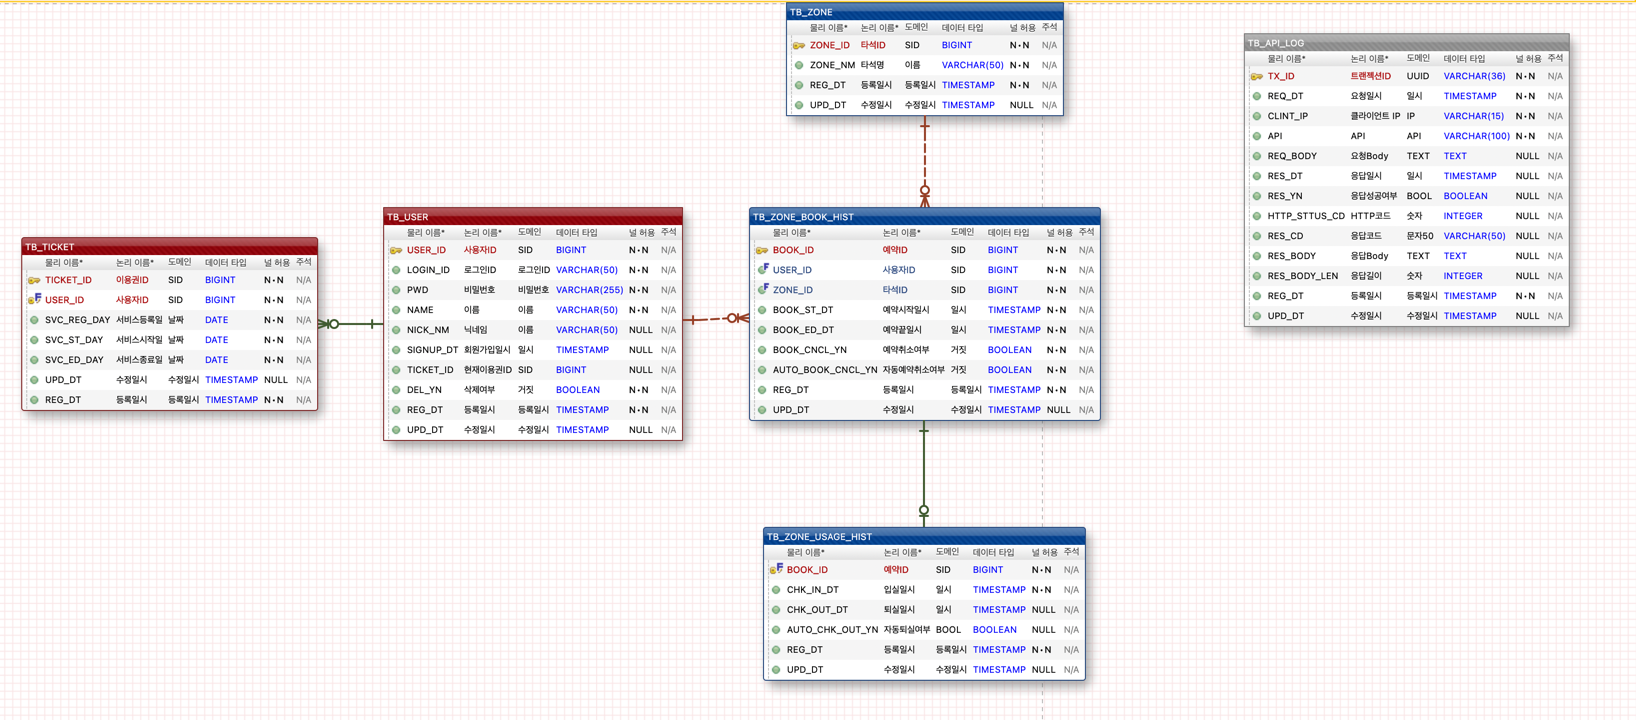 TB_ZONE
물리 이름* 논리 이름* 도메인 데이터 타입 널 허용 주석
ZONE_ID 타석ID SID BIGINT N•N N/A
ZONE_NM 타석명 이름 VARCHAR(50) N•N N/A
REG_DT 등록일시 등록일시 TIMESTAMP N•N N/A
UPD_DT 수정일시 수정일시 TIMESTAMP NULL N/A
TB_API_LOG
물리 이름* 논리 이름* 도메인 데이터 타입 널 허용 주석
TX_ID 트랜젝션ID UUID VARCHAR(36) N•N N/A
REQ_DT 요청일시 일시 TIMESTAMP N•N N/A
CLINT_IP 클라이언트 IP IP VARCHAR(15) N•N N/A
API API API VARCHAR(100) N•N N/A
REQ_BODY 요청Body TEXT TEXT NULL N/A
RES_DT 응답일시 일시 TIMESTAMP NULL N/A
RES_YN 응답성공여부 BOOL BOOLEAN NULL N/A
HTTP_STTUS_CD HTTP코드 숫자 INTEGER NULL N/A
RES_CD 응답코드 문자50 VARCHAR(50) NULL N/A
RES_BODY 응답Body TEXT TEXT NULL N/A
RES_BODY_LEN 응답길이 숫자 INTEGER NULL N/A
REG_DT 등록일시 등록일시 TIMESTAMP N•N N/A
UPD_DT 수정일시 수정일시 TIMESTAMP NULL N/A
TB_TICKET
물리 이름* 논리 이름* 도메인 데이터 타입 널 허용 주석
TICKET_ID 이용권ID SID BIGINT N•N N/A
USER_ID 사용자ID SID BIGINT N•N N/A
SVC_REG_DAY 서비스등록일 날짜 DATE N•N N/A
SVC_ST_DAY 서비스시작일 날짜 DATE N•N N/A
SVC_ED_DAY 서비스종료일 날짜 DATE N•N N/A
UPD_DT 수정일시 수정일시 TIMESTAMP NULL N/A
REG_DT 등록일시 등록일시 TIMESTAMP N•N N/A
TB_USER
물리 이름* 논리 이름* 도메인 데이터 타입 널 허용 주석
USER_ID 사용자ID SID BIGINT N•N N/A
LOGIN_ID 로그인ID 로그인ID VARCHAR(50) N•N N/A
PWD 비밀번호 비밀번호 VARCHAR(255) N•N N/A
NAME 이름 이름 VARCHAR(50) N•N N/A
NICK_NM 닉네임 이름 VARCHAR(50) NULL N/A
SIGNUP_DT 회원가입일시 일시 TIMESTAMP NULL N/A
TICKET_ID 현재이용권ID SID BIGINT NULL N/A
DEL_YN 삭제여부 거짓 BOOLEAN N•N N/A
REG_DT 등록일시 등록일시 TIMESTAMP N•N N/A
UPD_DT 수정일시 수정일시 TIMESTAMP NULL N/A
TB_ZONE_BOOK_HIST
물리 이름* 논리 이름* 도메인 데이터 타입 널 허용 주석
BOOK_ID 예약ID SID BIGINT N•N N/A
USER_ID 사용자ID SID BIGINT N•N N/A
ZONE_ID 타석ID SID BIGINT N•N N/A
BOOK_ST_DT 예약시작일시 일시 TIMESTAMP N•N N/A
BOOK_ED_DT 예약끝일시 일시 TIMESTAMP N•N N/A
BOOK_CNCL_YN 예약취소여부 거짓 BOOLEAN N•N N/A
AUTO_BOOK_CNCL_YN 자동예약취소여부 거짓 BOOLEAN N•N N/A
REG_DT 등록일시 등록일시 TIMESTAMP N•N N/A
UPD_DT 수정일시 수정일시 TIMESTAMP NULL N/A
TB_ZONE_USAGE_HIST
물리 이름* 논리 이름* 도메인 데이터 타입 널 허용 주석
BOOK_ID 예약ID SID BIGINT N•N N/A
CHK_IN_DT 입실일시 일시 TIMESTAMP N•N N/A
CHK_OUT_DT 퇴실일시 일시 TIMESTAMP NULL N/A
AUTO_CHK_OUT_YN 자동퇴실여부 BOOL BOOLEAN NULL N/A
REG_DT 등록일시 등록일시 TIMESTAMP N•N N/A
UPD_DT 수정일시 수정일시 TIMESTAMP NULL N/A